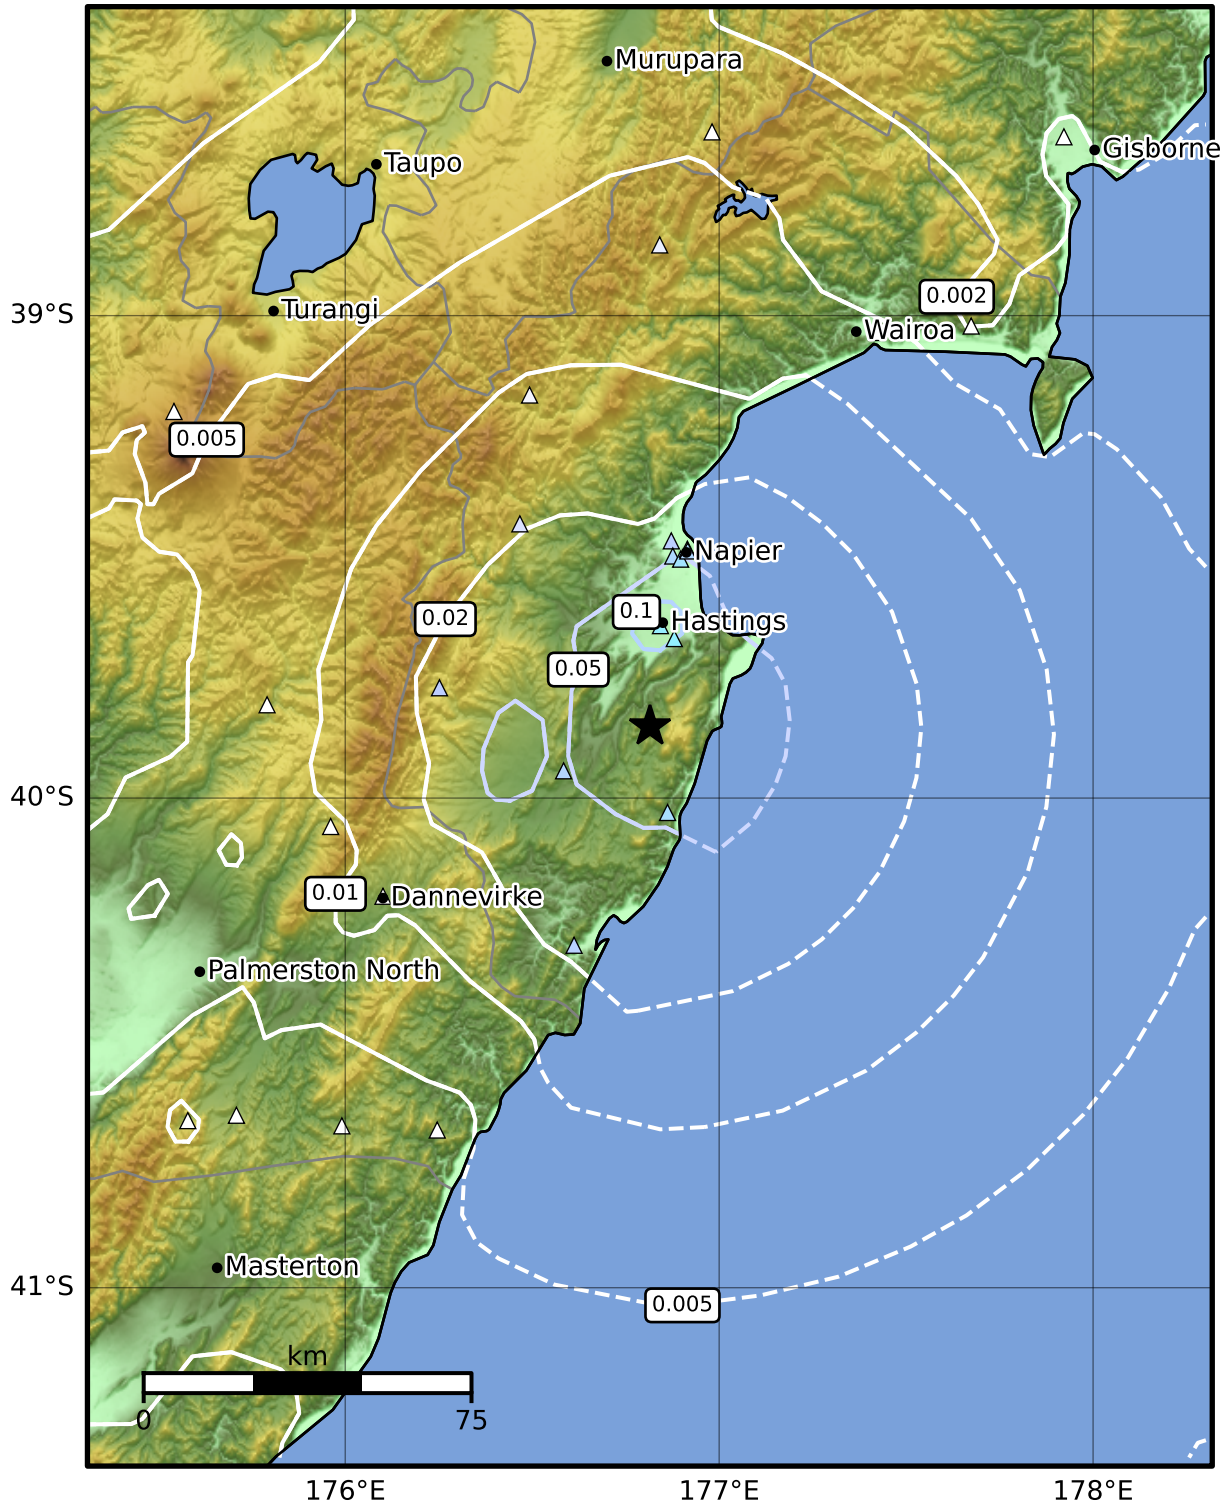 Murupara
Gisborne
Taupo
0.002
39°S
Turangi
Wairoa
0.005
Napier
0.1
Hastings
0.02
0.05
40°S
0.01
Dannevirke
Palmerston North
Masterton
41°S
0.005
km
0
75
176°E
177°E
178°E